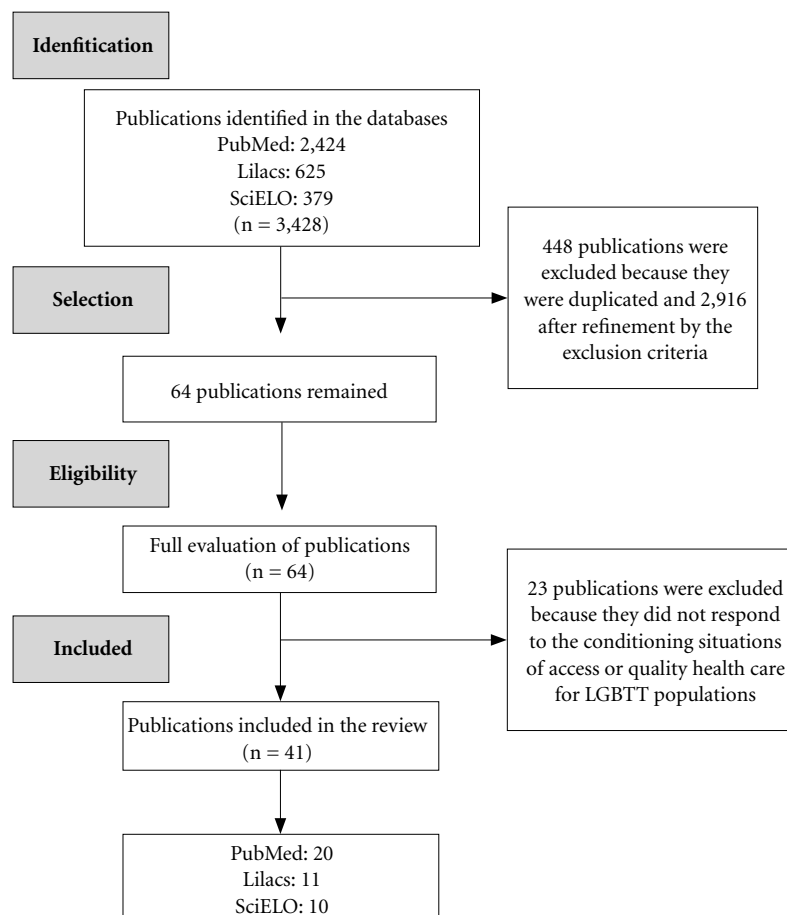 Idenfitication
Publications identified in the databases
PubMed: 2,424
Lilacs: 625
SciELO: 379
(n = 3,428)
448 publications were
excluded because they
were duplicated and 2,916
after refinement by the
exclusion criteria
Selection
64 publications remained
Eligibility
Full evaluation of publications
(n = 64)
23 publications were excluded
because they did not respond
to the conditioning situations
of access or quality health care
for LGBTT populations
Included
Publications included in the review
(n = 41)
PubMed: 20
Lilacs: 11
SciELO: 10